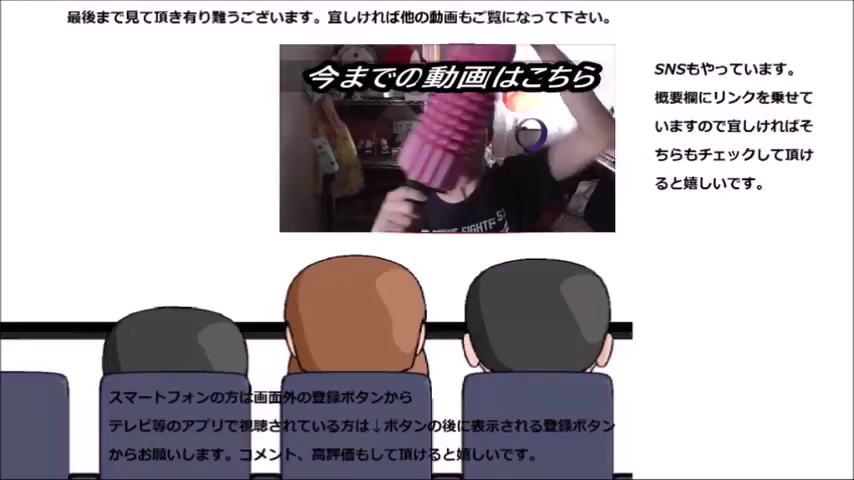 最後まで見て頂き有り難うございます。宜しければ他の動画もご覧になって下さい。
今までの動画はこちら
SNSもやっています。
概要欄にリンクを乗せて
いますので宜しければそ
ちらもチェックして頂け
ると嬉しいです。
スマートフォンの方は画面外の登録ボタンから
テレビ等のアプリで視聴されている方は↓ボタンの後に表示される登録ボタン
からお願いします。コメント、高評価もして頂けると嬉しいです。